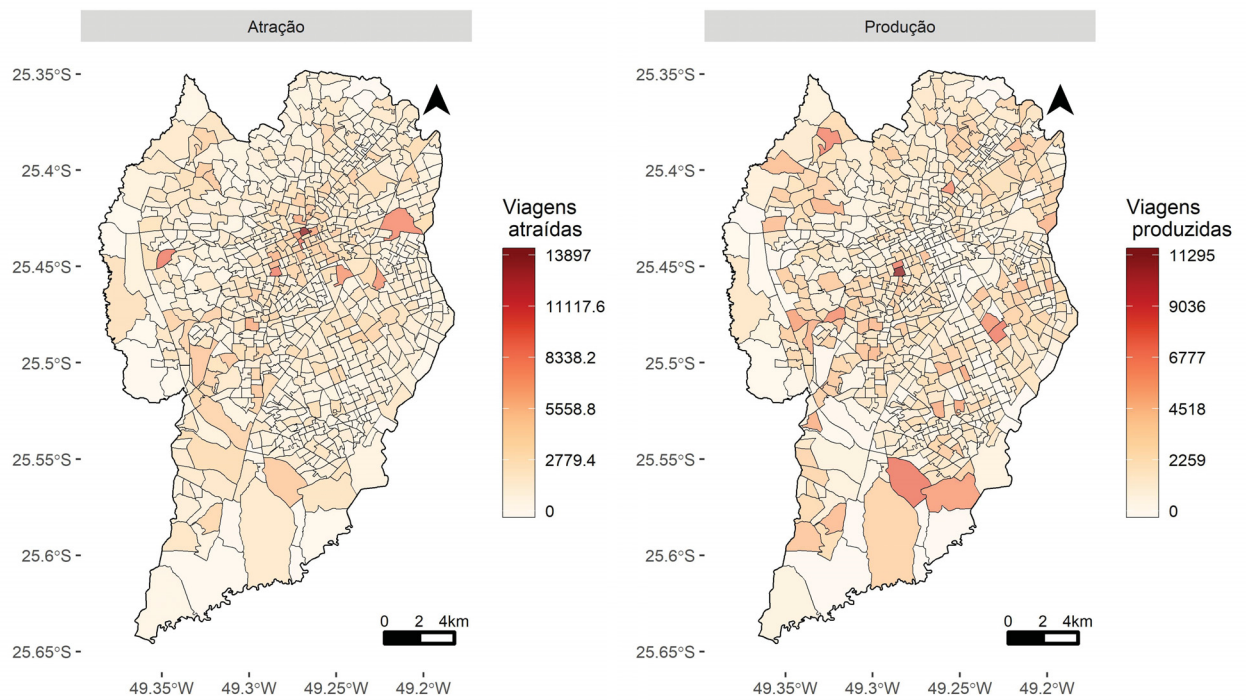 Atração
25.35°S
25.4°S
25.45°S
25.5°S
25.55°S
25.6°S
25.65°S
49.35°W
49.3°W
49.25°W
49.2°W
0 2 4km
Viagens
atraídas
13897
11117.6
8338.2
5558.8
2779.4
0
Produção
25.35°S
25.4°S
25.45°S
25.5°S
25.55°S
25.6°S
25.65°S
49.35°W
49.3°W
49.25°W
49.2°W
0 2 4km
Viagens
produzidas
11295
9036
6777
4518
2259
0